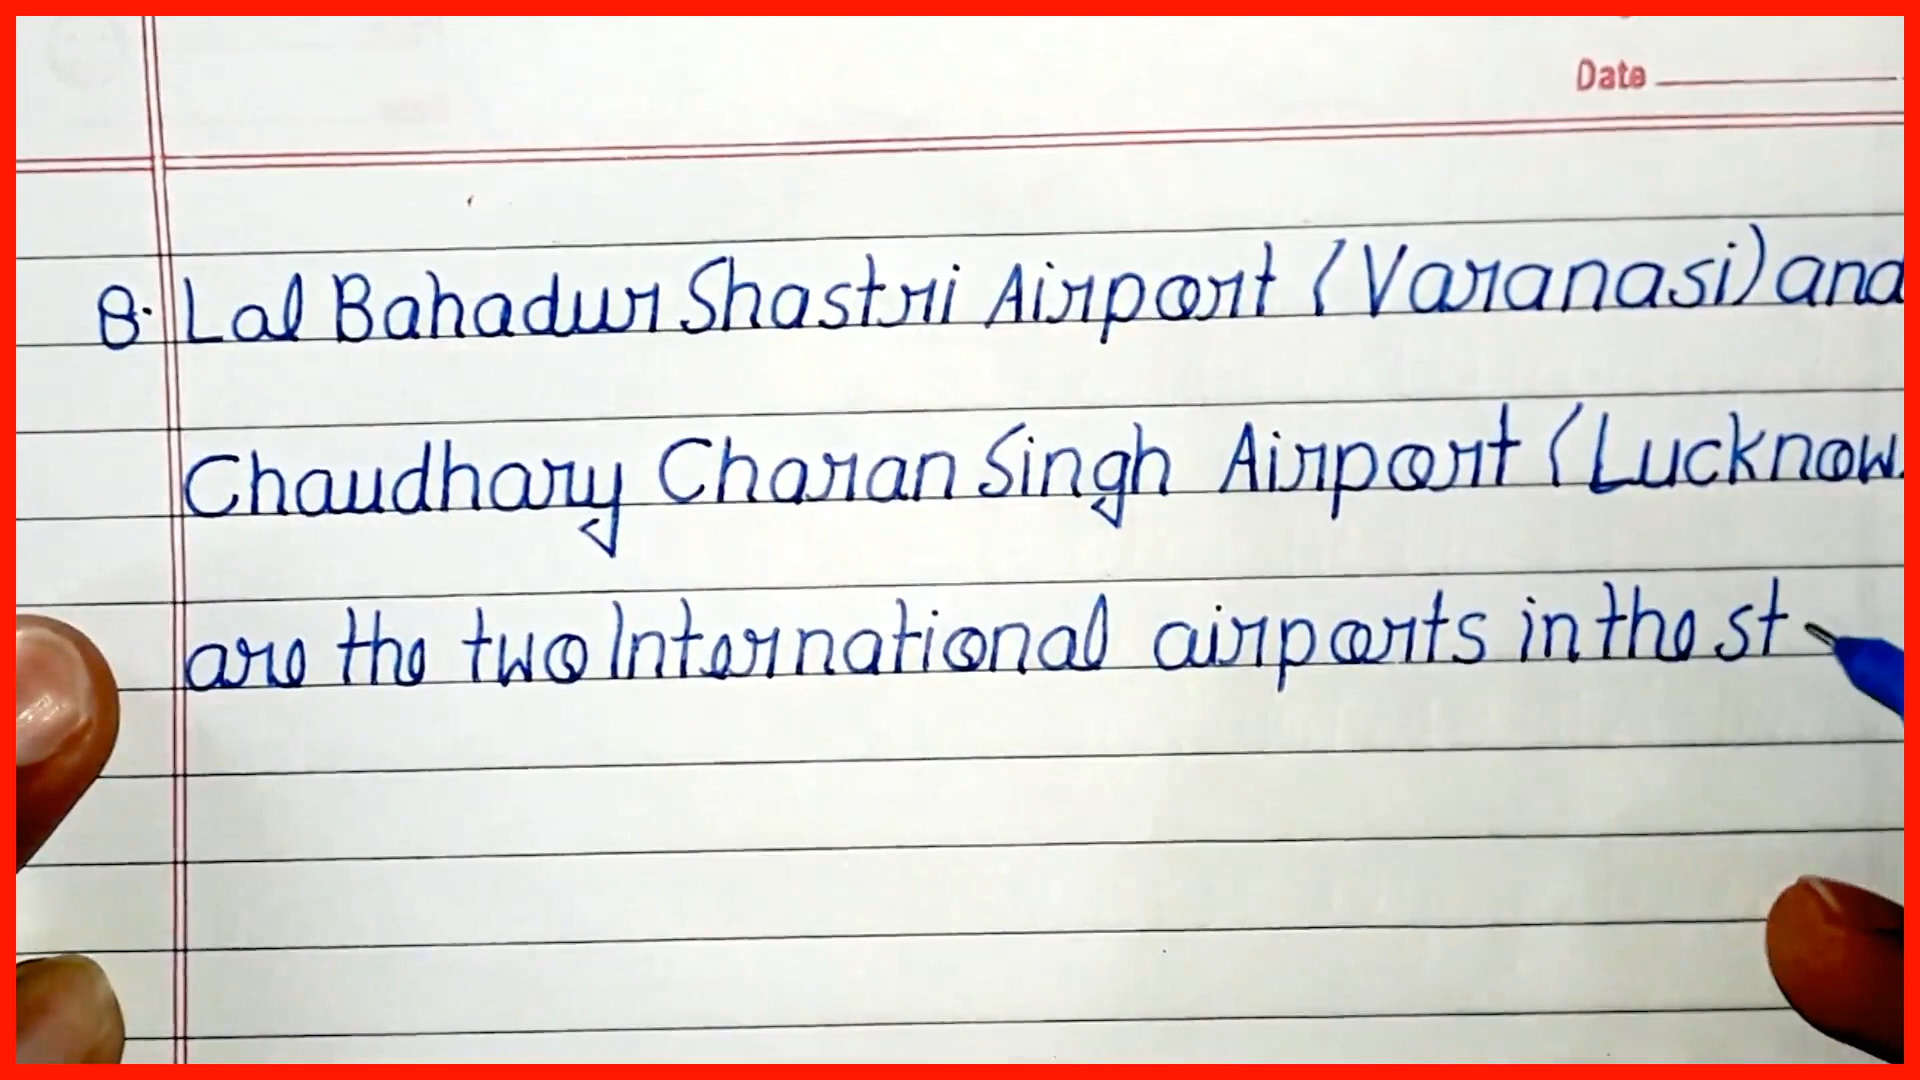 Date
8. Lal Bahadur Shastri Airport (Varanasi) and
Chaudhary Charan Singh Airport (Lucknow
are the two International airports in the st